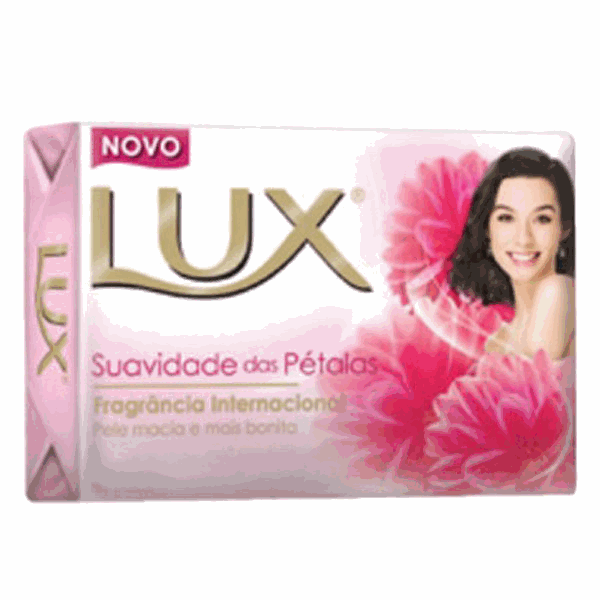 NOVO
LUX®
Suavidade das Pétalas
Fragrância Internacional
Pele macia e mais bonita
LUX